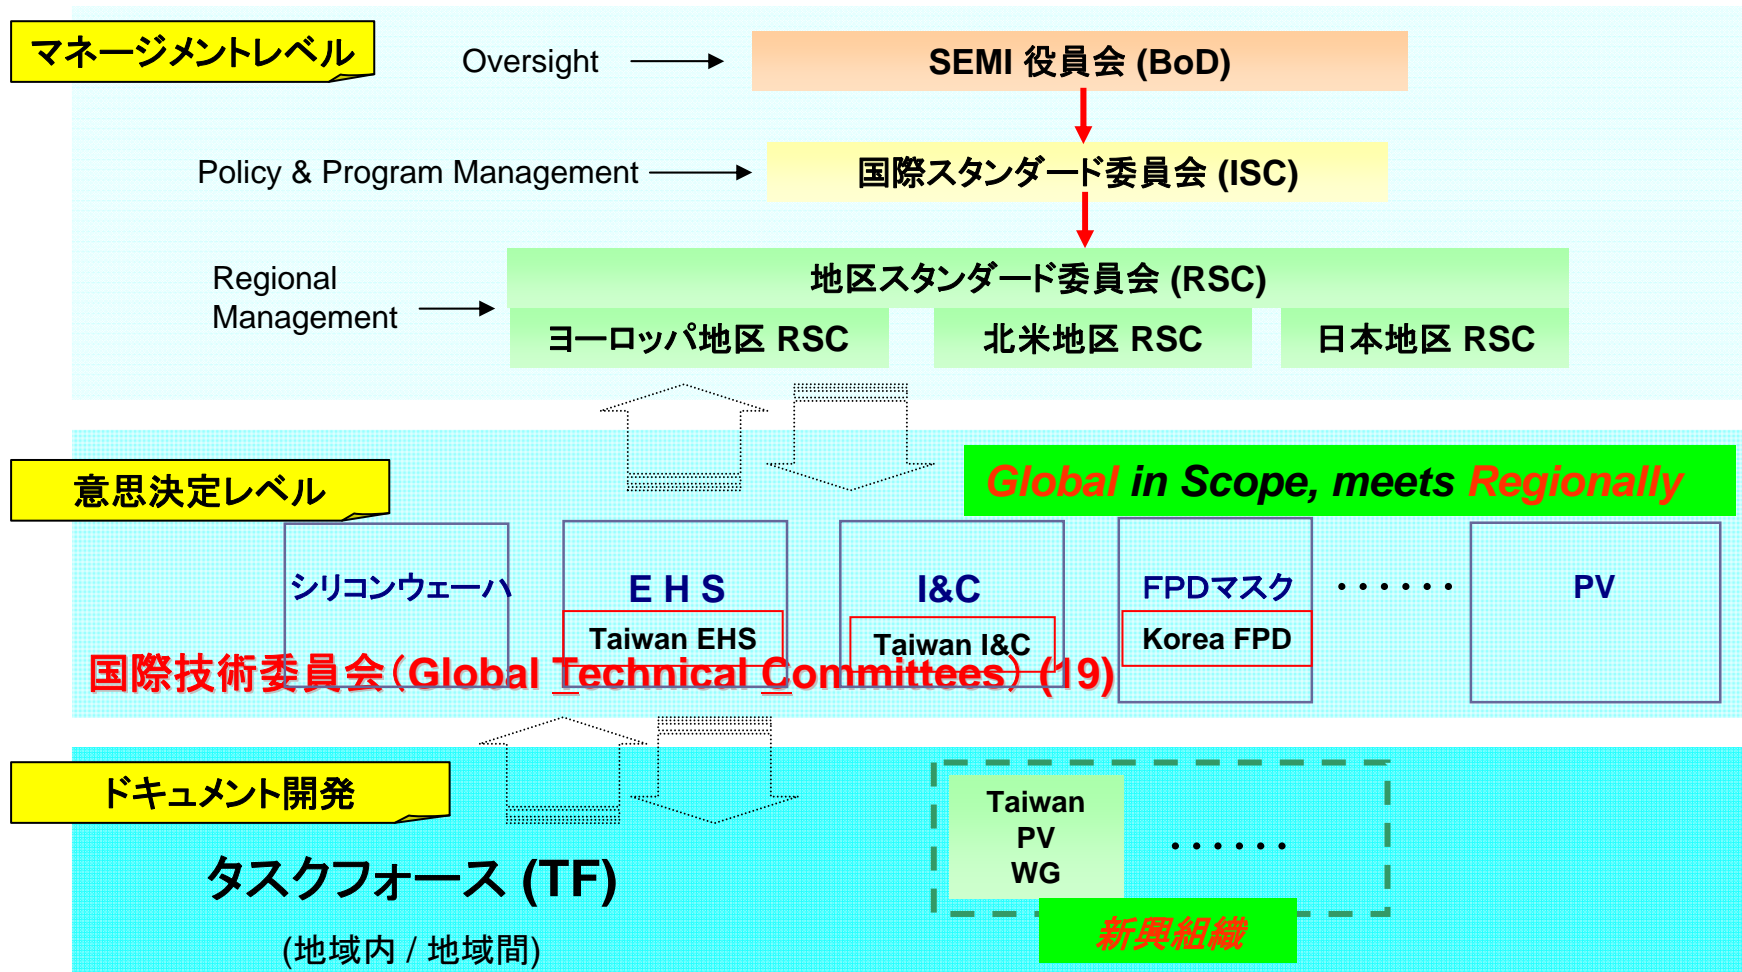 マネージメントレベル
Oversight
SEMI 役員会 (BoD)
Policy & Program Management
国際スタンダード委員会 (ISC)
Regional
Management
地区スタンダード委員会 (RSC)
ヨーロッパ地区 RSC
北米地区 RSC
日本地区 RSC
意思決定レベル
Global in Scope, meets Regionally
シリコンウェーハ
E H S
I&C
FPDマスク
・・・・・・
PV
Taiwan EHS
Taiwan I&C
Korea FPD
国際技術委員会（Global Technical Committees）(19)
ドキュメント開発
タスクフォース (TF)
(地域内 / 地域間)
Taiwan
PV
WG
・・・・・・
新興組織